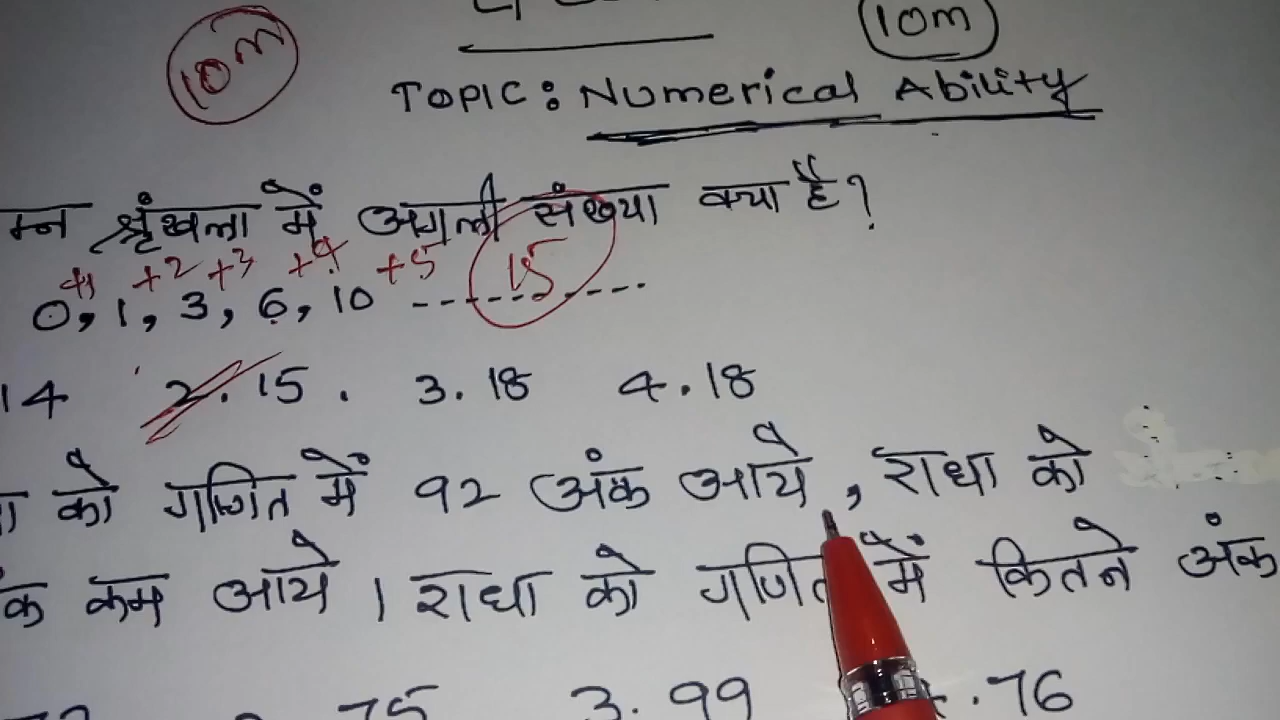 10m 10m
TOPIC: Numerical Ability
म्न श्रृंखला में अगली संख्या क्या है?
+1 +2 +3 +4 +5
0, 1, 3, 6, 10 ---------- 15
14 2. 15. 3. 18 4. 18
को गणित में 92 अंक आये, राधा को
क कम आये। राधा को गणित में कितने अंक
75 3. 99 .76